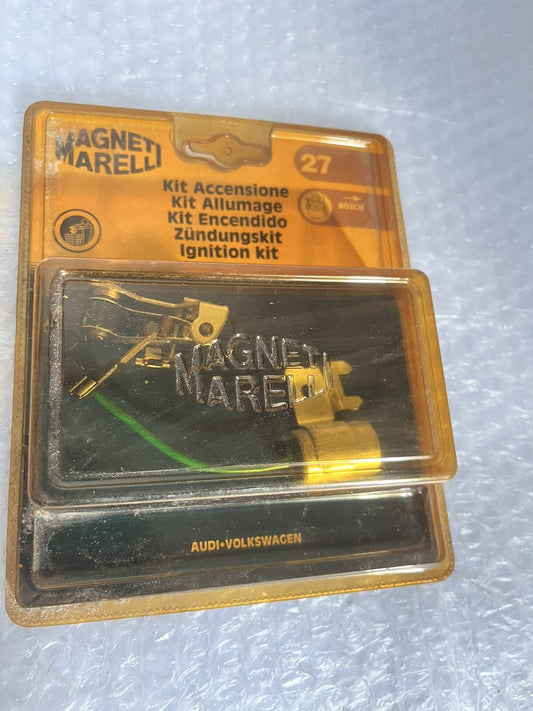 MAGNETI
MARELLI
27
Kit Accensione
Kit Allumage
Kit Encendido
Zündungskit
Ignition kit
BOSCH
MAGNETI
MARELLI
AUDI•VOLKSWAGEN